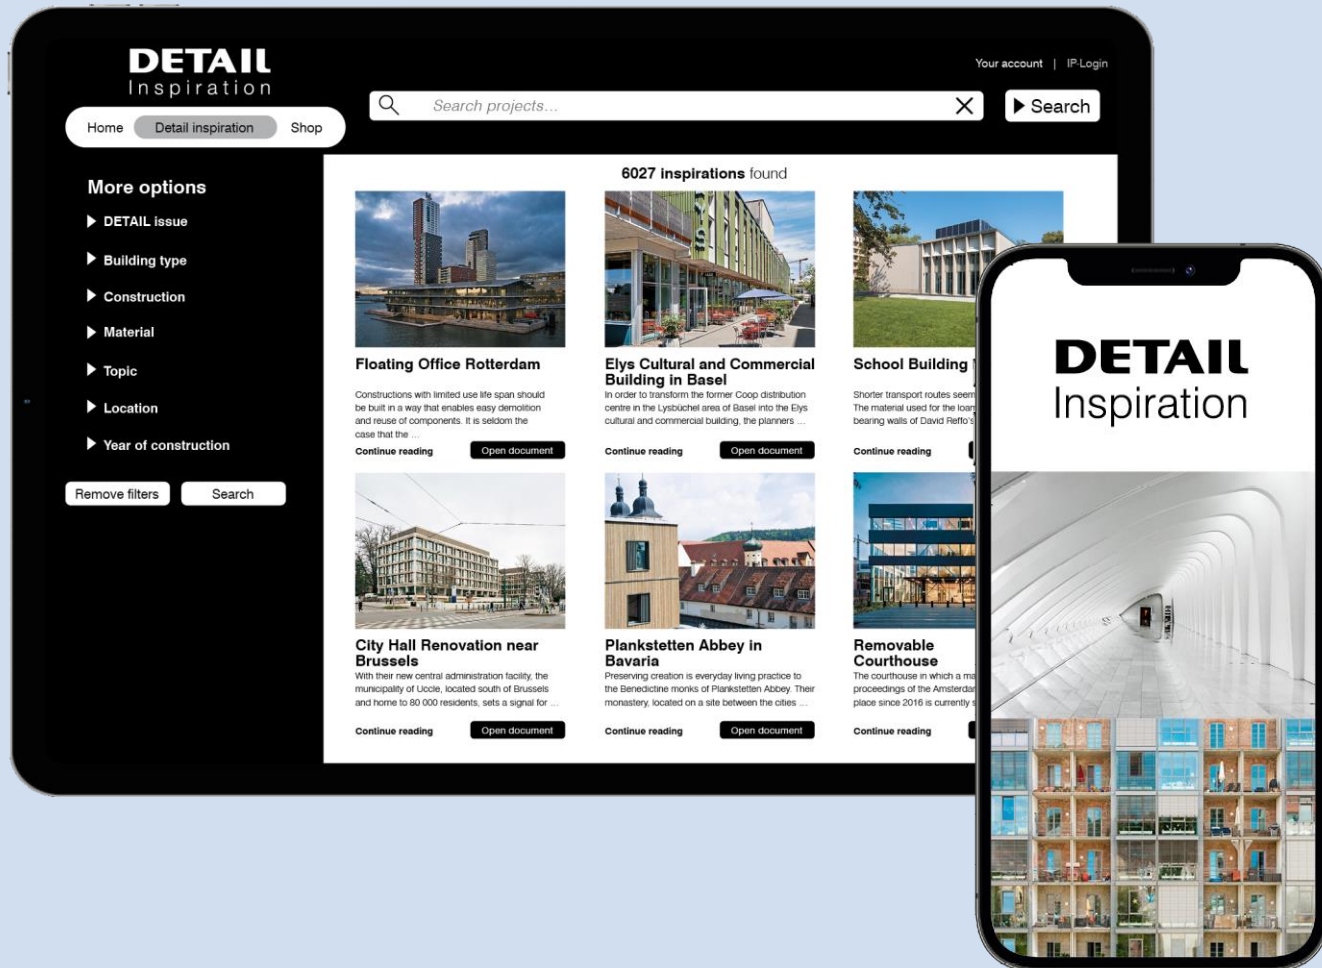 DETAIL
Inspiration
Your account | IP-Login
Search projects...
Search
Home Detail inspiration Shop
More options
DETAIL issue
Building type
Construction
Material
Topic
Location
Year of construction
Remove filters Search
6027 inspirations found
Floating Office Rotterdam
Constructions with limited use life span should
be built in a way that enables easy demolition
and reuse of components. It is seldom the
case that the ...
Continue reading Open document
Elys Cultural and Commercial
Building in Basel
In order to transform the former Coop distribution
centre in the Lysbüchel area of Basel into the Elys
cultural and commercial building, the planners ...
Continue reading Open document
School Building
Shorter transport routes seem
The material used for the loam
bearing walls of David Reffo's
Continue reading
City Hall Renovation near
Brussels
With their new central administration facility, the
municipality of Uccle, located south of Brussels
and home to 80 000 residents, sets a signal for ...
Continue reading Open document
Plankstetten Abbey in
Bavaria
Preserving creation is everyday living practice to
the Benedictine monks of Plankstetten Abbey. Their
monastery, located on a site between the cities ...
Continue reading Open document
Removable
Courthouse
The courthouse in which a
proceedings of the
place since 2016 is currently
Continue reading
DETAIL
Inspiration